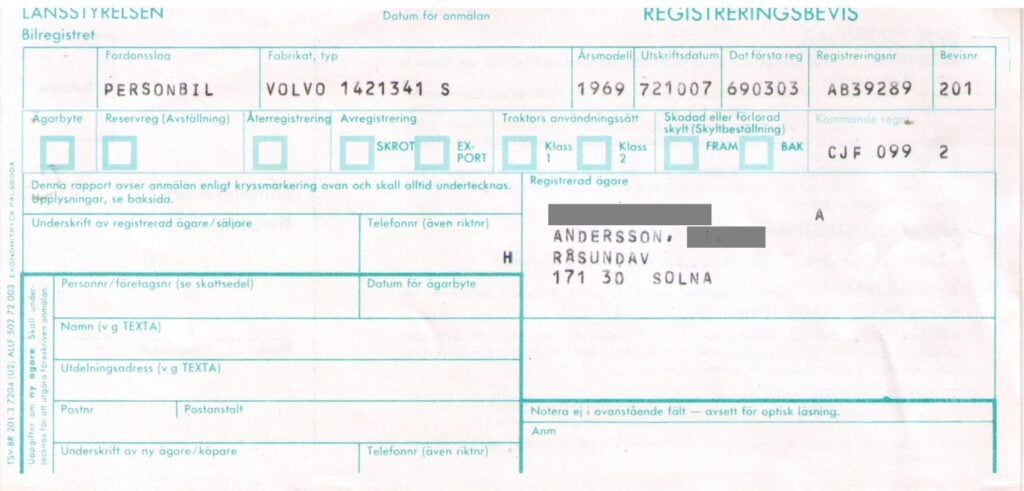 LÄNSSTYRELSEN
Bilregistret
Datum för anmälan
REGISTRERINGSBEVIS
Fordonsslag
Fabrikat, typ
Årsmodell
Utskriftsdatum
Dat första reg
Registreringsnr
Bevisnr
PERSONBIL
VOLVO 1421341 S
1969
721007
690303
AB39289
201
Ägarbyte
Reservreg (Avställning)
Återregistrering
Avregistrering
SKROT
EX-
PORT
Traktors användningssätt
Klass
1
Klass
2
Skadad eller förlorad
skylt (Skyltbeställning)
FRAM
BAK
Kommande regnr
CJF 099 2
Denna rapport avser anmälan enligt kryssmarkering ovan och skall alltid undertecknas.
Upplysningar, se baksida.
Registrerad ägare
A
ANDERSSON,
H RÅSUNDAV
171 30 SOLNA
Underskrift av registrerad ägare/säljare
Telefonnr (även riktnr)
Personnr/företagsnr (se skattsedel)
Datum för ägarbyte
Namn (v g TEXTA)
Utdelningsadress (v g TEXTA)
Postnr
Postanstalt
Underskrift av ny ägare/köpare
Telefonnr (även riktnr)
Notera ej i ovanstående fält — avsett för optisk läsning.
Anm
Uppgifter om ny ägare. Skall under-
tecknas för att utgöra föreskriven anmälan.
TSV-BR 201 3 7204 (U2) ALLF 502 72 003 EKONOMITRYCK PÅLSBODA